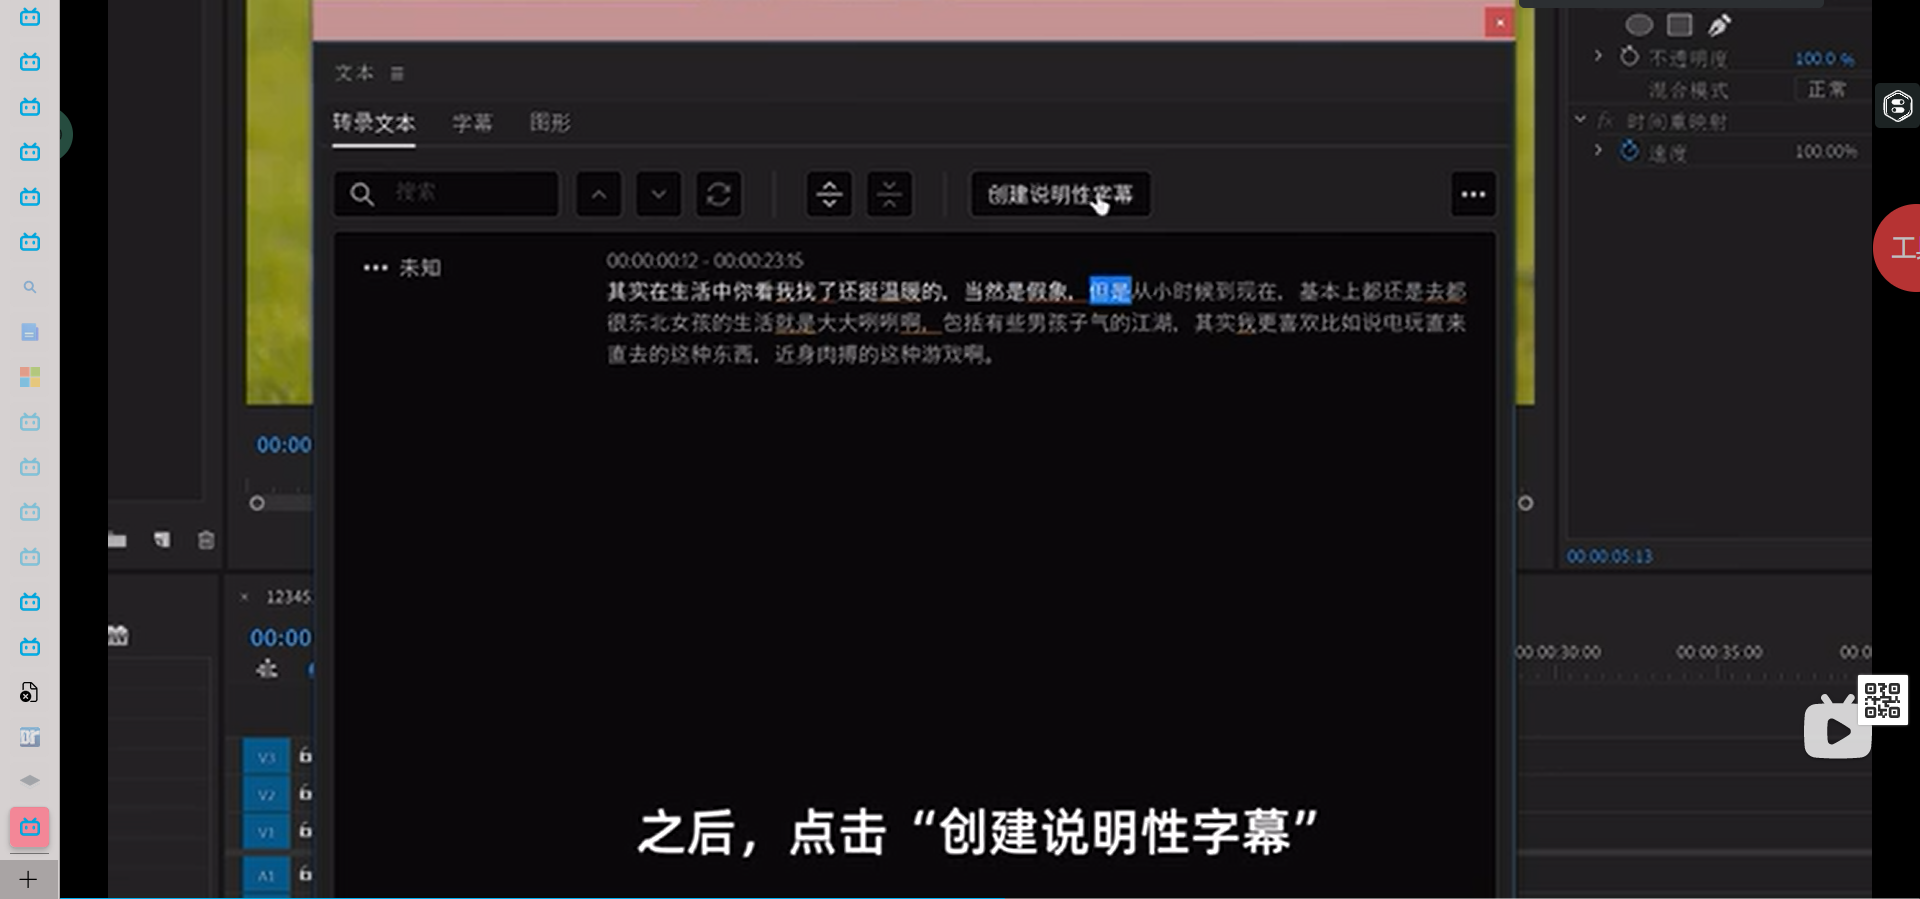 文本
转录文本 字幕 图形
搜索
创建说明性字幕
未知
00:00:00:12 - 00:00:23:15
其实在生活中你看我找了还挺温暖的，当然是假象，但是从小时候到现在，基本上都还是去都
很东北女孩的生活就是大大咧咧啊，包括有些男孩子气的江湖，其实我更喜欢比如说电玩直来
直去的这种东西，近身肉搏的这种游戏啊。
不透明度 100.0 %
混合模式 正常
fx 时间重映射
速度 100.00%
工
00:00
00:00:05:13
12345
00:00
00:00:30:00 00:00:35:00 00:0
V3
V2
V1
A1
之后，点击“创建说明性字幕”